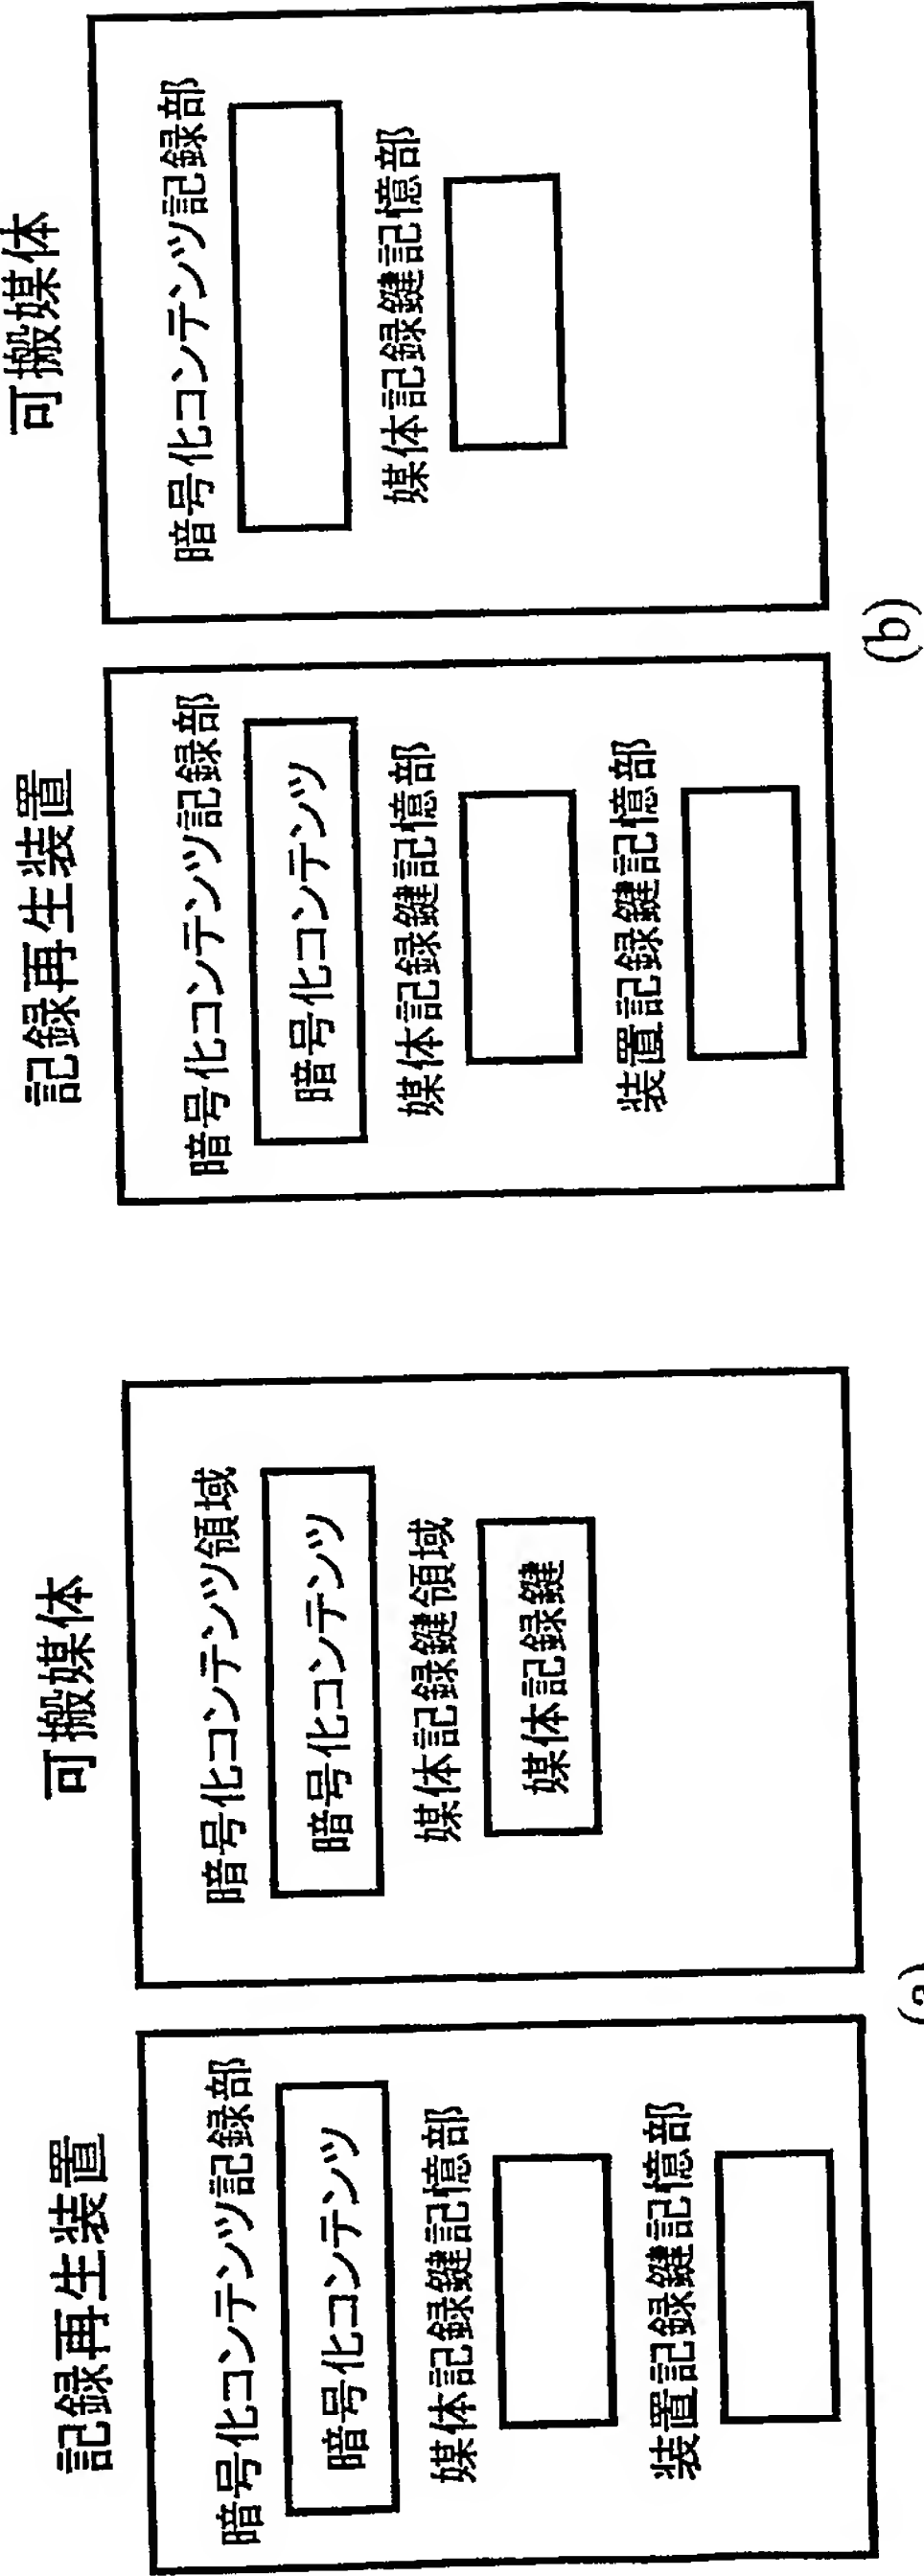 記録再生装置
暗号化コンテンツ記録部
暗号化コンテンツ
媒体記録鍵記憶部
装置記録鍵記憶部
可搬媒体
暗号化コンテンツ領域
暗号化コンテンツ
媒体記録鍵領域
媒体記録鍵
(a)
記録再生装置
暗号化コンテンツ記録部
暗号化コンテンツ
媒体記録鍵記憶部
装置記録鍵記憶部
可搬媒体
暗号化コンテンツ記録部
媒体記録鍵記憶部
(b)